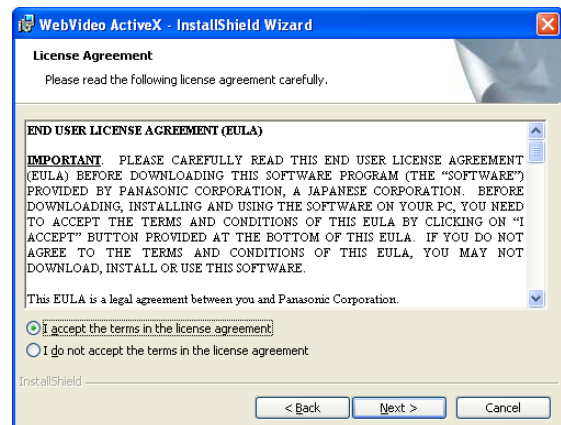 WebVideo ActiveX - InstallShield Wizard
License Agreement
Please read the following license agreement carefully.
END USER LICENSE AGREEMENT (EULA)
IMPORTANT. PLEASE CAREFULLY READ THIS END USER LICENSE AGREEMENT
(EULA) BEFORE DOWNLOADING THIS SOFTWARE PROGRAM (THE “SOFTWARE”)
PROVIDED BY PANASONIC CORPORATION, A JAPANESE CORPORATION. BEFORE
DOWNLOADING, INSTALLING AND USING THE SOFTWARE ON YOUR PC, YOU NEED
TO ACCEPT THE TERMS AND CONDITIONS OF THIS EULA BY CLICKING ON “I
ACCEPT” BUTTON PROVIDED AT THE BOTTOM OF THIS EULA. IF YOU DO NOT
AGREE TO THE TERMS AND CONDITIONS OF THIS EULA, YOU MAY NOT
DOWNLOAD, INSTALL OR USE THIS SOFTWARE.
This EULA is a legal agreement between you and Panasonic Corporation.
I accept the terms in the license agreement
I do not accept the terms in the license agreement
InstallShield
< Back Next > Cancel